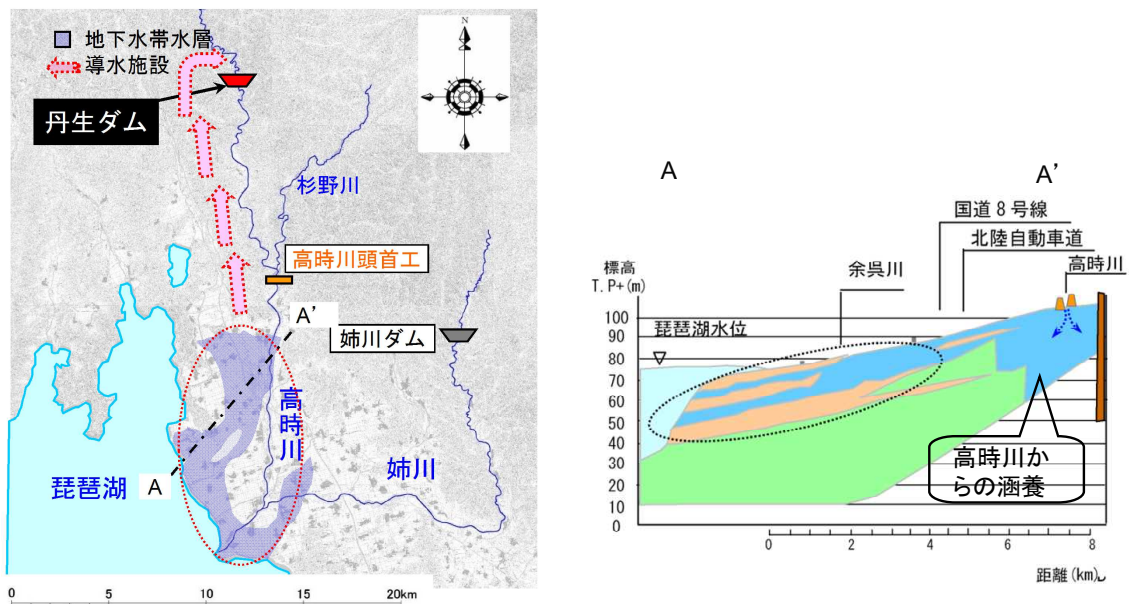 地下水帯水層
導水施設
丹生ダム
N
杉野川
高時川頭首工
A'
姉川ダム
高時川
姉川
琵琶湖
A
0 5 10 15 20km
A
A'
国道8号線
北陸自動車道
高時川
余呉川
標高
T.P+(m)
琵琶湖水位
100
90
80
70
60
50
40
30
20
10
0
高時川か
らの涵養
0 2 4 6 8
距離(km)